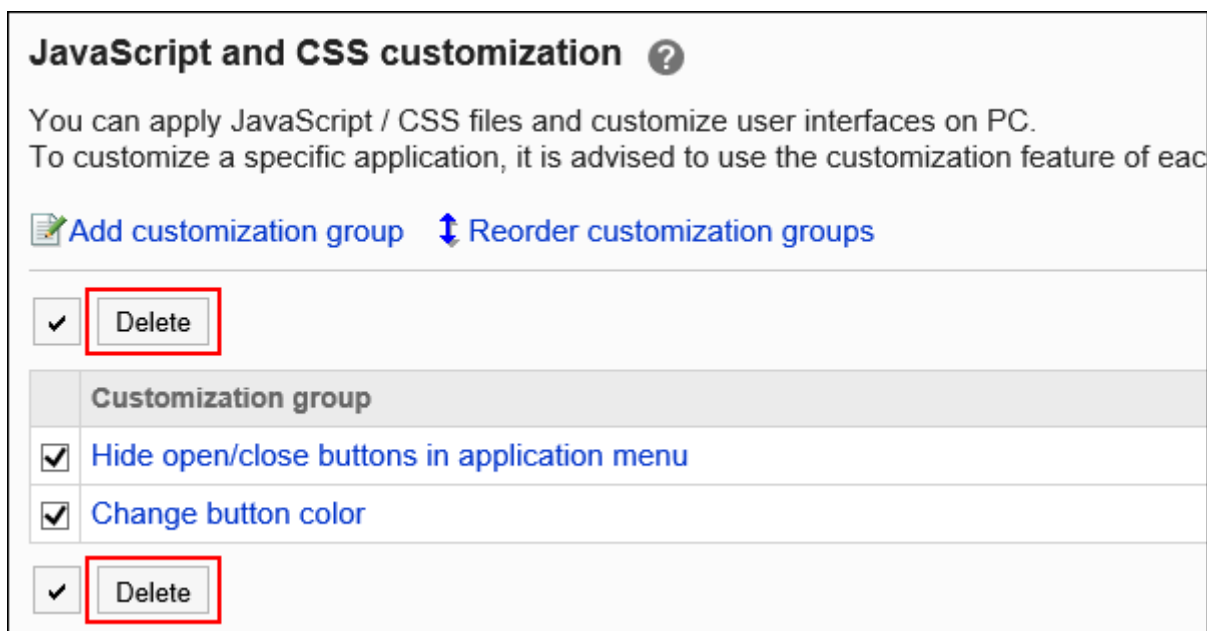 JavaScript and CSS customization ?
You can apply JavaScript / CSS files and customize user interfaces on PC.
To customize a specific application, it is advised to use the customization feature of eac
Add customization group Reorder customization groups
Delete
Customization group
Hide open/close buttons in application menu
Change button color
Delete